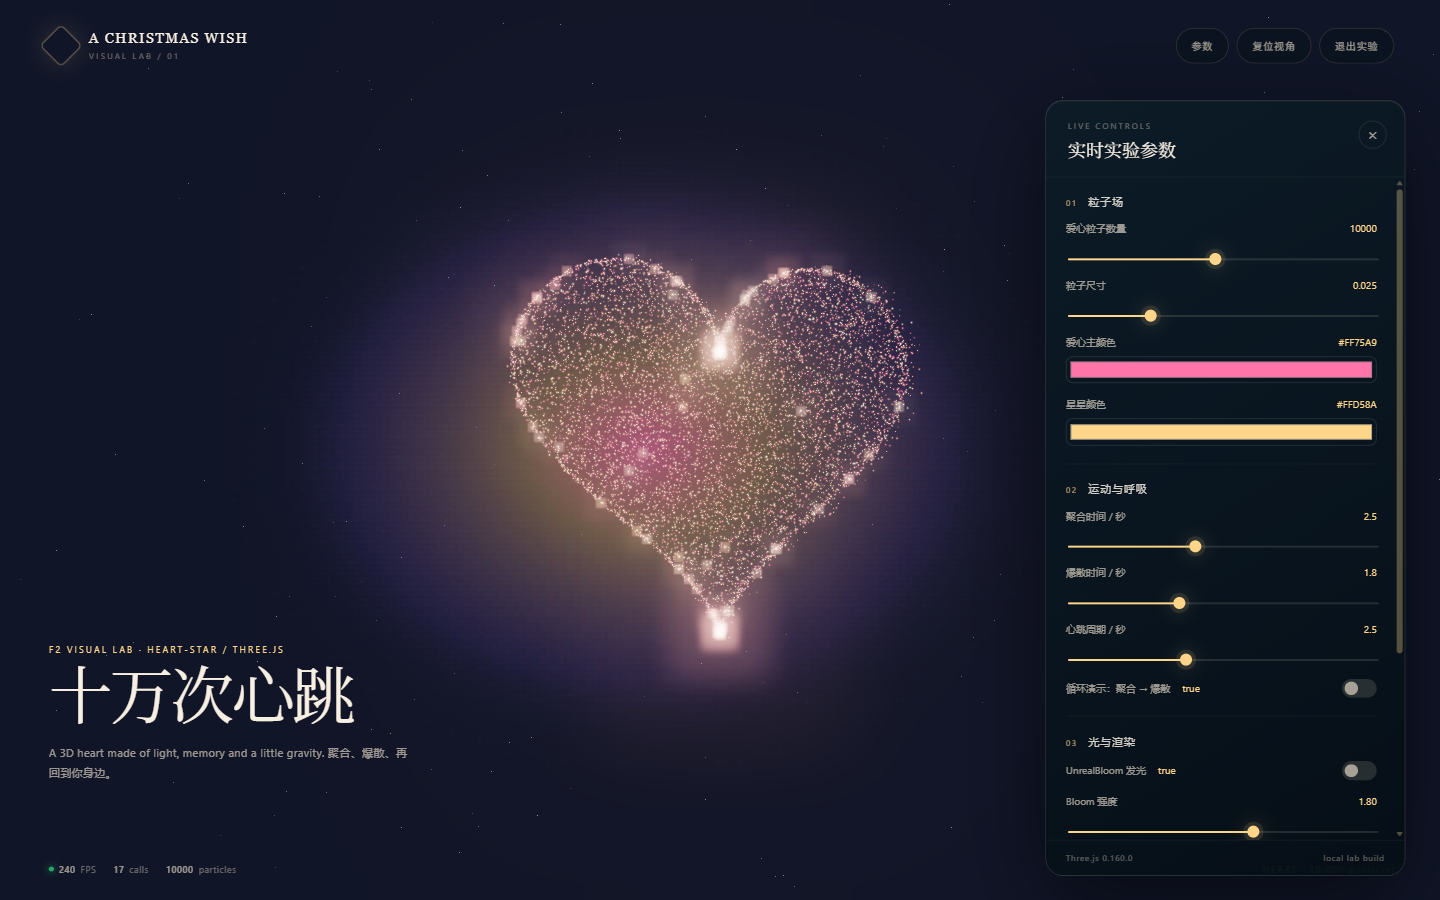 A CHRISTMAS WISH
VISUAL LAB / 01
参数
复位视角
退出实验
LIVE CONTROLS
实时实验参数
×
01 粒子场
爱心粒子数量 10000
粒子尺寸 0.025
爱心主颜色 #FF75A9
星星颜色 #FFD58A
02 运动与呼吸
聚合时间 / 秒 2.5
爆散时间 / 秒 1.8
心跳周期 / 秒 2.5
循环演示：聚合 → 爆散 true
03 光与渲染
UnrealBloom 发光 true
Bloom 强度 1.80
Three.js 0.160.0 local lab build
F2 VISUAL LAB · HEART-STAR / THREE.JS
十万次心跳
A 3D heart made of light, memory and a little gravity. 聚合、爆散、再
回到你身边。
240 FPS 17 calls 10000 particles